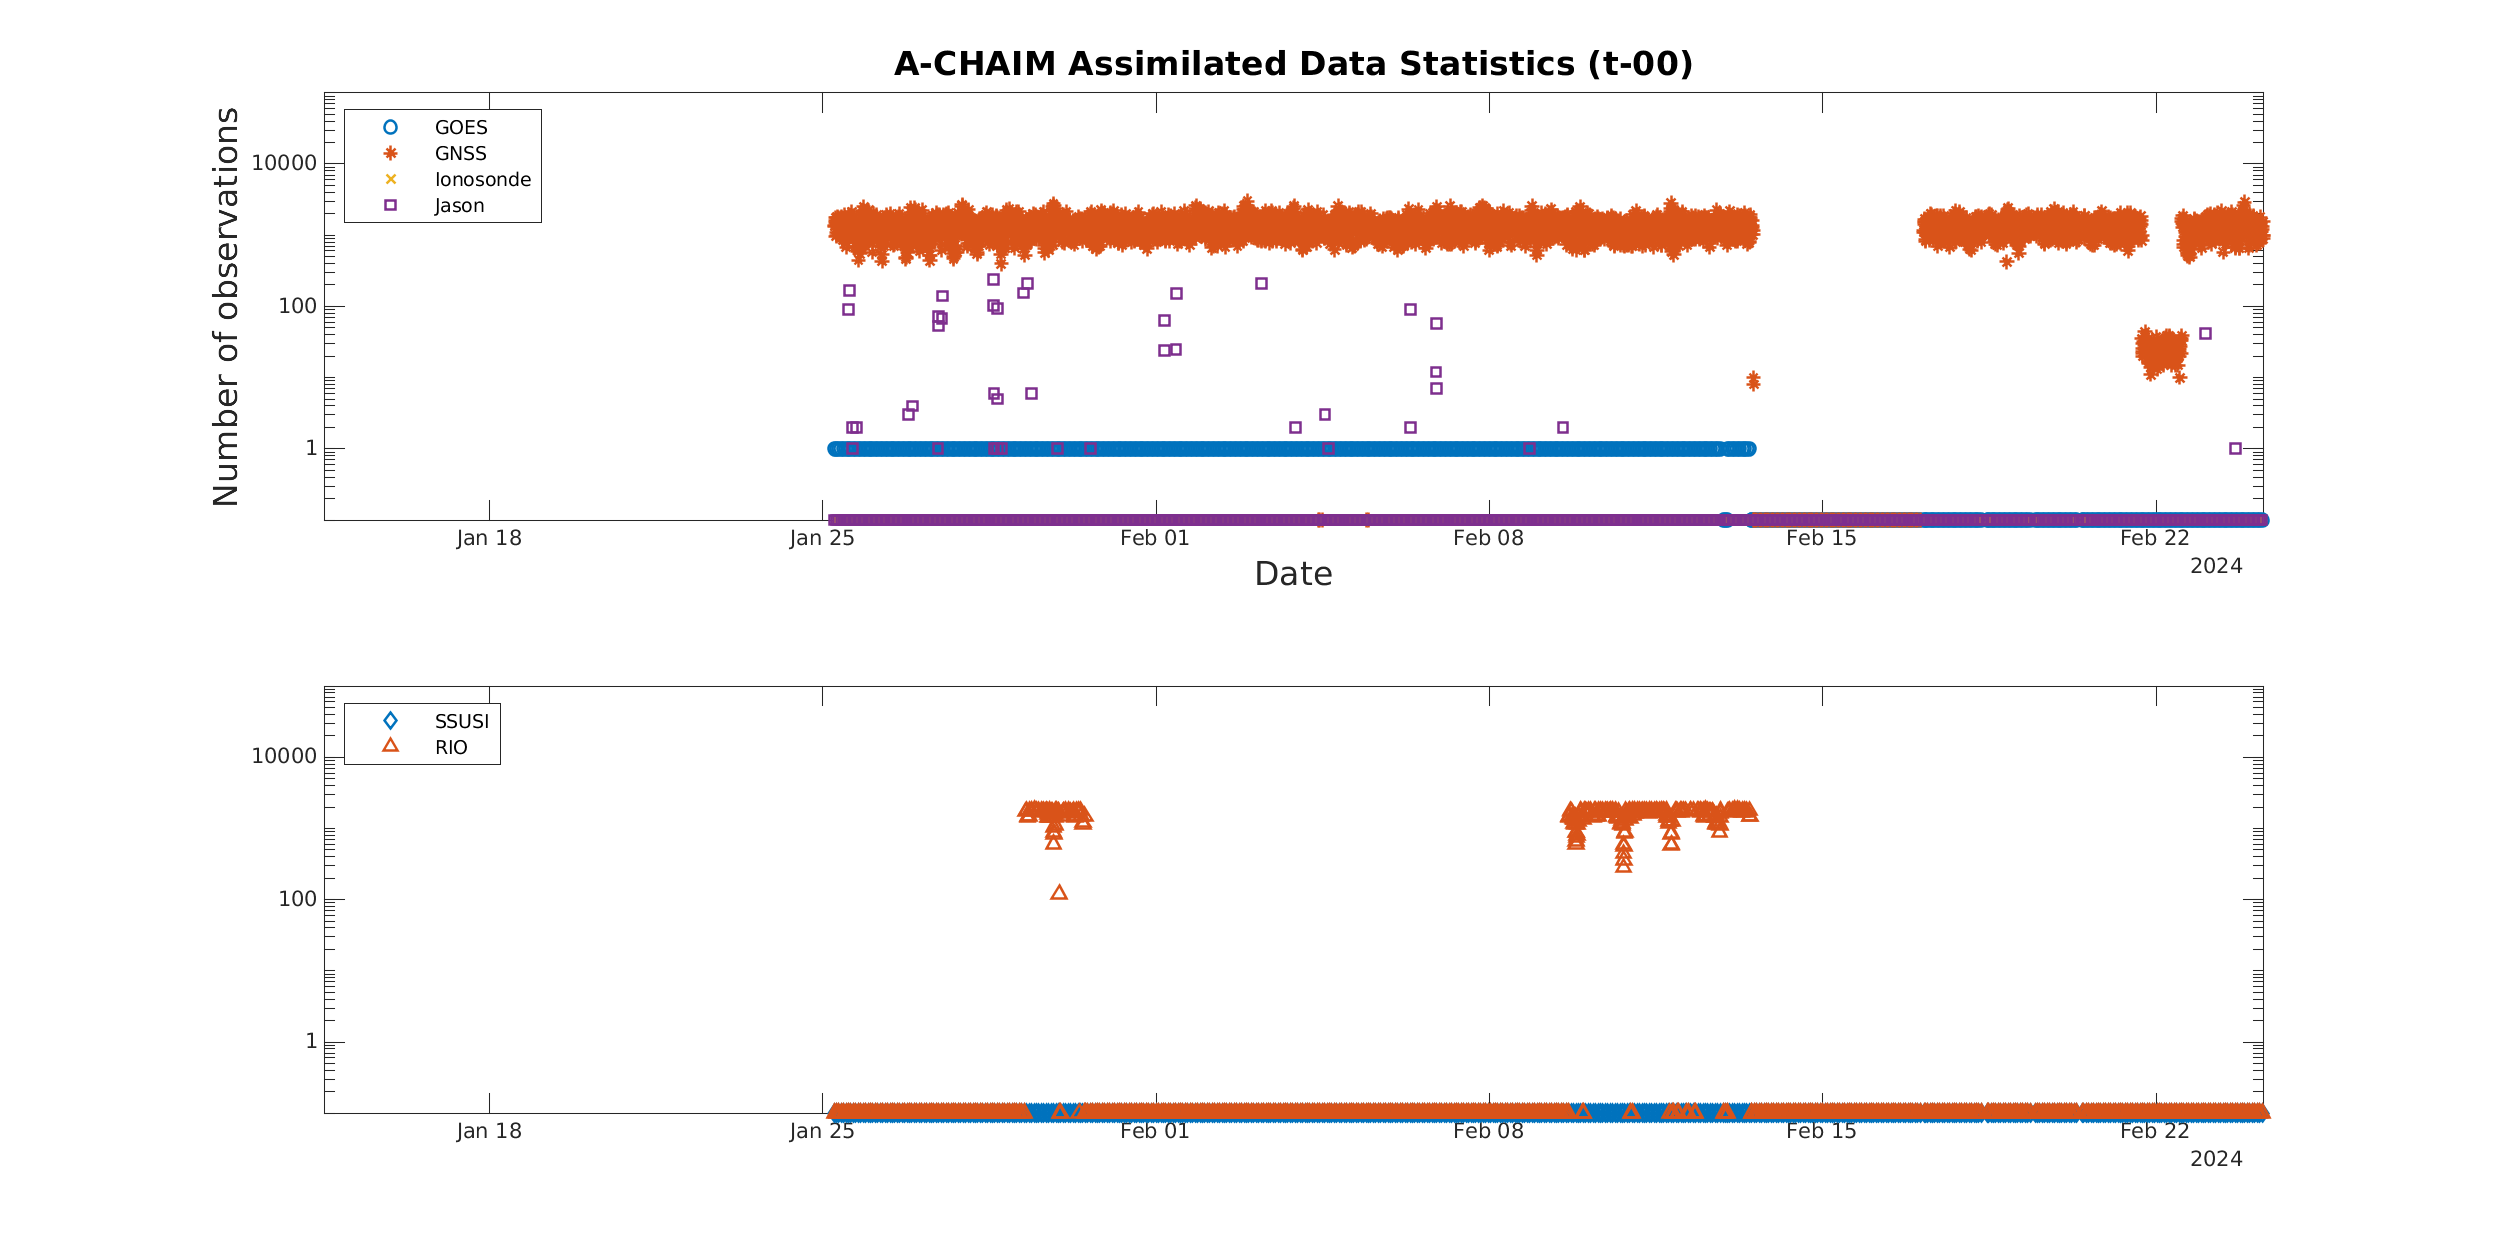 A-CHAIM Assimilated Data Statistics (t-00)
Number of observations
10000
100
1
GOES
GNSS
Ionosonde
Jason
Jan 18
Jan 25
Feb 01
Feb 08
Feb 15
Feb 22
2024
Date
10000
100
1
SSUSI
RIO
Jan 18
Jan 25
Feb 01
Feb 08
Feb 15
Feb 22
2024